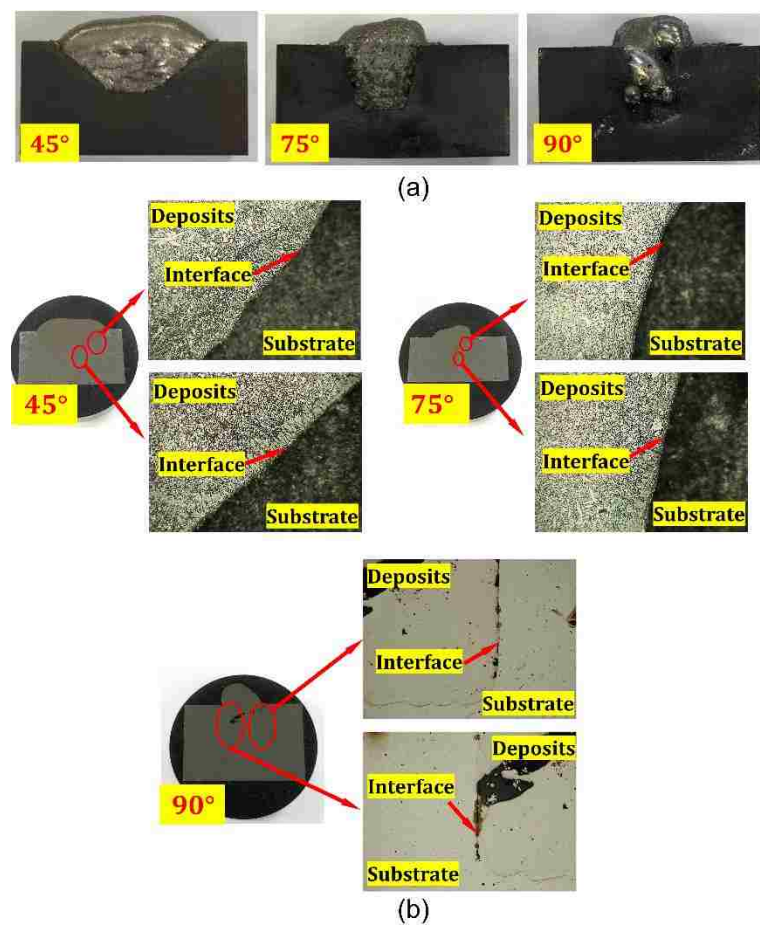 45°
75°
90°
(a)
Deposits
Interface
Substrate
Deposits
Interface
Substrate
45°
Deposits
Interface
Substrate
Deposits
Interface
Substrate
75°
Deposits
Interface
Substrate
Deposits
Interface
Substrate
90°
(b)